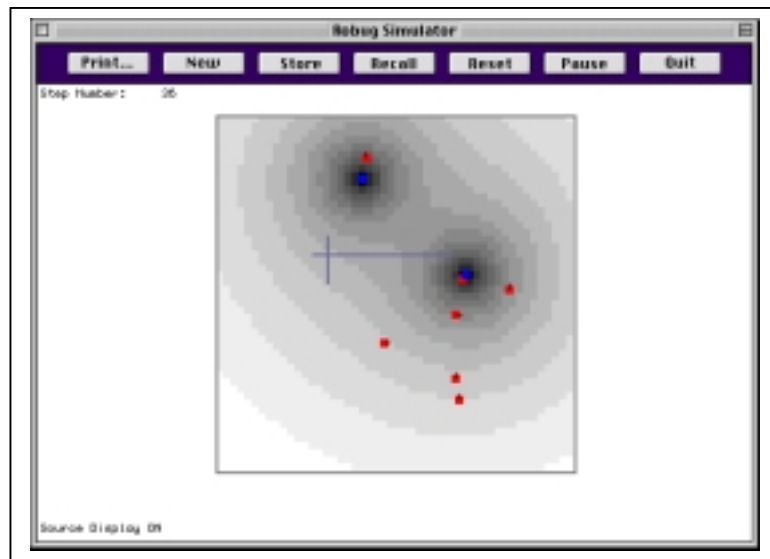 Robug Simulator
Print... New Store Recall Reset Pause Quit
Step Number: 36
Source Display ON